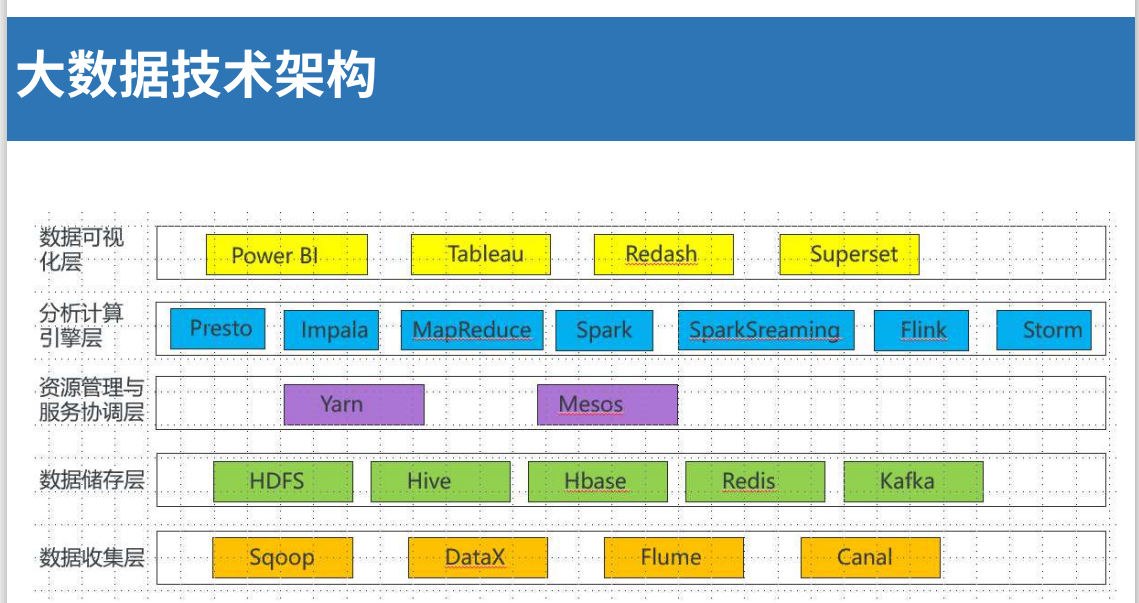 大数据技术架构
数据可视
化层
Power BI Tableau Redash Superset
分析计算
引擎层
Presto Impala MapReduce Spark SparkSreaming Flink Storm
资源管理与
服务协调层
Yarn Mesos
数据储存层
HDFS Hive Hbase Redis Kafka
数据收集层
Sqoop DataX Flume Canal